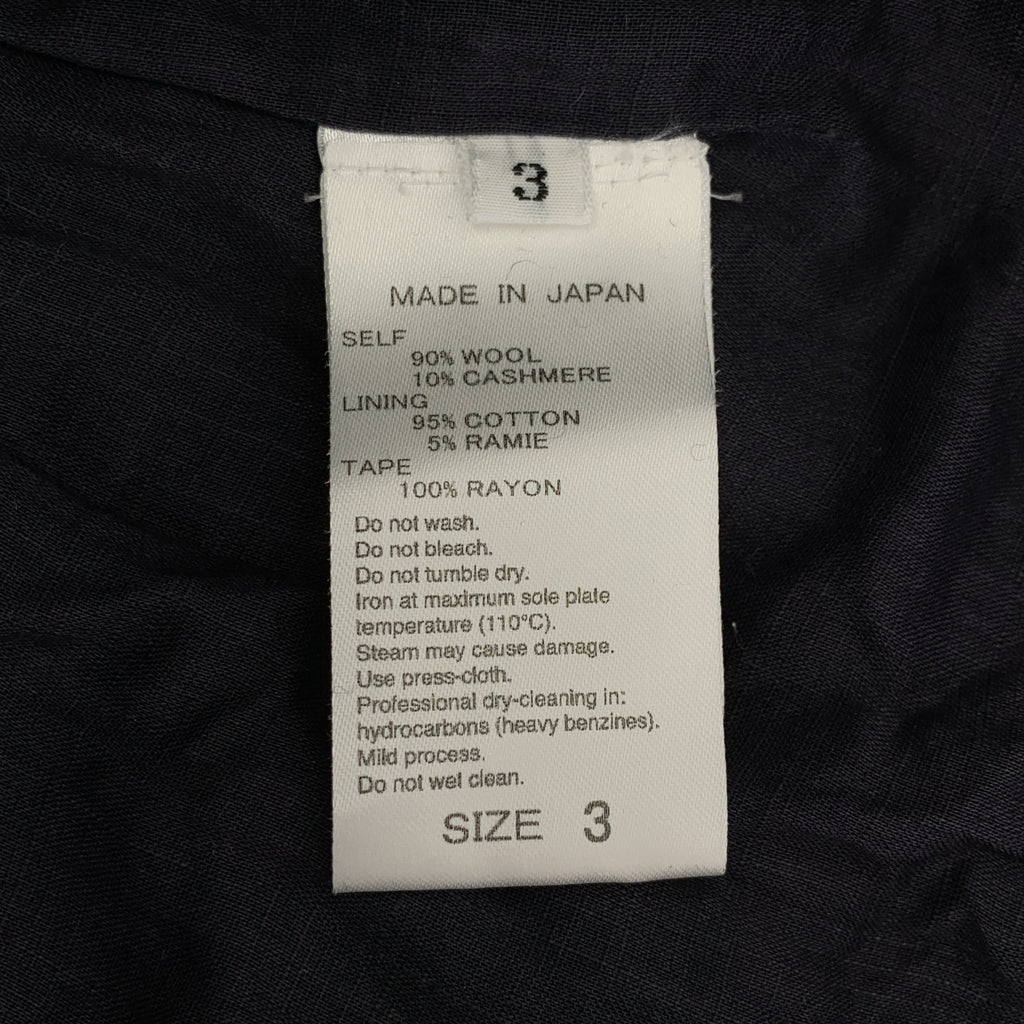 3
MADE IN JAPAN
SELF
90% WOOL
10% CASHMERE
LINING
95% COTTON
5% RAMIE
TAPE
100% RAYON
Do not wash.
Do not bleach.
Do not tumble dry.
Iron at maximum sole plate
temperature (110°C).
Steam may cause damage.
Use press-cloth.
Professional dry-cleaning in:
hydrocarbons (heavy benzines).
Mild process.
Do not wet clean.
SIZE 3